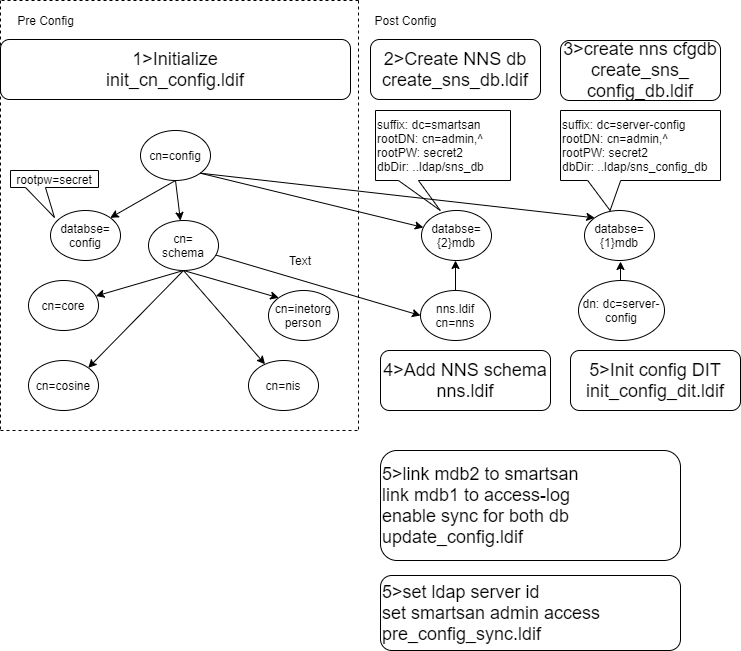 Pre Config
Post Config
1>Initialize
init_cn_config.ldif
2>Create NNS db
create_sns_db.ldif
3>create nns cfgdb
create_sns_
config_db.ldif
suffix: dc=smartsan
rootDN: cn=admin,^
rootPW: secret2
dbDir: ..ldap/sns_db
suffix: dc=server-config
rootDN: cn=admin,^
rootPW: secret2
dbDir: ..ldap/sns_config_db
cn=config
rootpw=secret
databse=
config
cn=
schema
databse=
{2}mdb
databse=
{1}mdb
Text
cn=core
cn=inetorg
person
nns.ldif
cn=nns
dn: dc=server-
config
cn=cosine
cn=nis
4>Add NNS schema
nns.ldif
5>Init config DIT
init_config_dit.ldif
5>link mdb2 to smartsan
link mdb1 to access-log
enable sync for both db
update_config.ldif
5>set ldap server id
set smartsan admin access
pre_config_sync.ldif